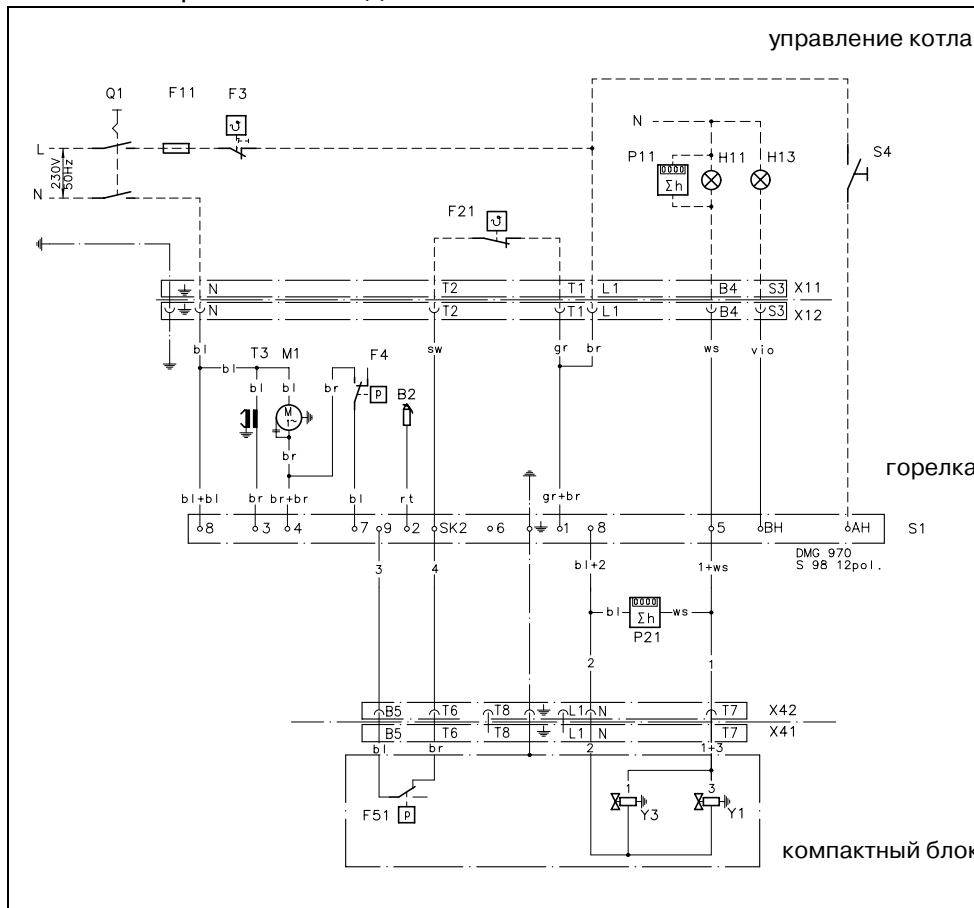 управление котла
Q1 F11 F3
N
L
P11 H11 H13 S4
230V
50Hz
0000
Σh
N
F21
N T2 T1 L1 B4 S3 X11
N T2 T1 L1 B4 S3 X12
bl sw gr br ws vio
T3 M1 F4
bl bl bl br P B2
M
1~
br
горелка
bl+bl br br+br bl rt gr+br
8 3 4 7 9 2 SK2 6 1 8 5 BH AH S1
DMG 970
S 98 12pol.
3 4 bl+2 1+ws
0000
bl Σh ws
P21
2 1
B5 T6 T8 L1 N T7 X42
B5 T6 T8 L1 N T7 X41
bl br 2 1+3
1 3
F51 P Y3 Y1
компактный блок